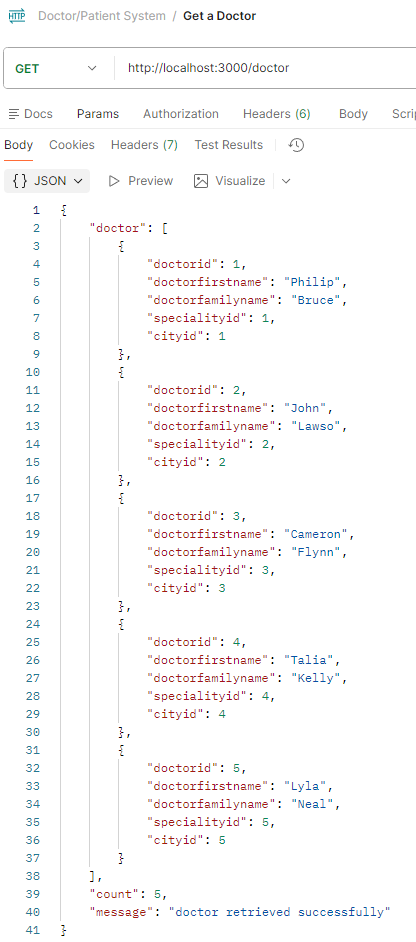 HTTP Doctor/Patient System / Get a Doctor
GET http://localhost:3000/doctor
Docs Params Authorization Headers (6) Body Scri
Body Cookies Headers (7) Test Results
{} JSON Preview Visualize
1 {
2 "doctor": [
3 {
4 "doctorid": 1,
5 "doctorfirstname": "Philip",
6 "doctorfamilyname": "Bruce",
7 "specialityid": 1,
8 "cityid": 1
9 },
10 {
11 "doctorid": 2,
12 "doctorfirstname": "John",
13 "doctorfamilyname": "Lawso",
14 "specialityid": 2,
15 "cityid": 2
16 },
17 {
18 "doctorid": 3,
19 "doctorfirstname": "Cameron",
20 "doctorfamilyname": "Flynn",
21 "specialityid": 3,
22 "cityid": 3
23 },
24 {
25 "doctorid": 4,
26 "doctorfirstname": "Talia",
27 "doctorfamilyname": "Kelly",
28 "specialityid": 4,
29 "cityid": 4
30 },
31 {
32 "doctorid": 5,
33 "doctorfirstname": "Lyla",
34 "doctorfamilyname": "Neal",
35 "specialityid": 5,
36 "cityid": 5
37 }
38 ],
39 "count": 5,
40 "message": "doctor retrieved successfully"
41 }